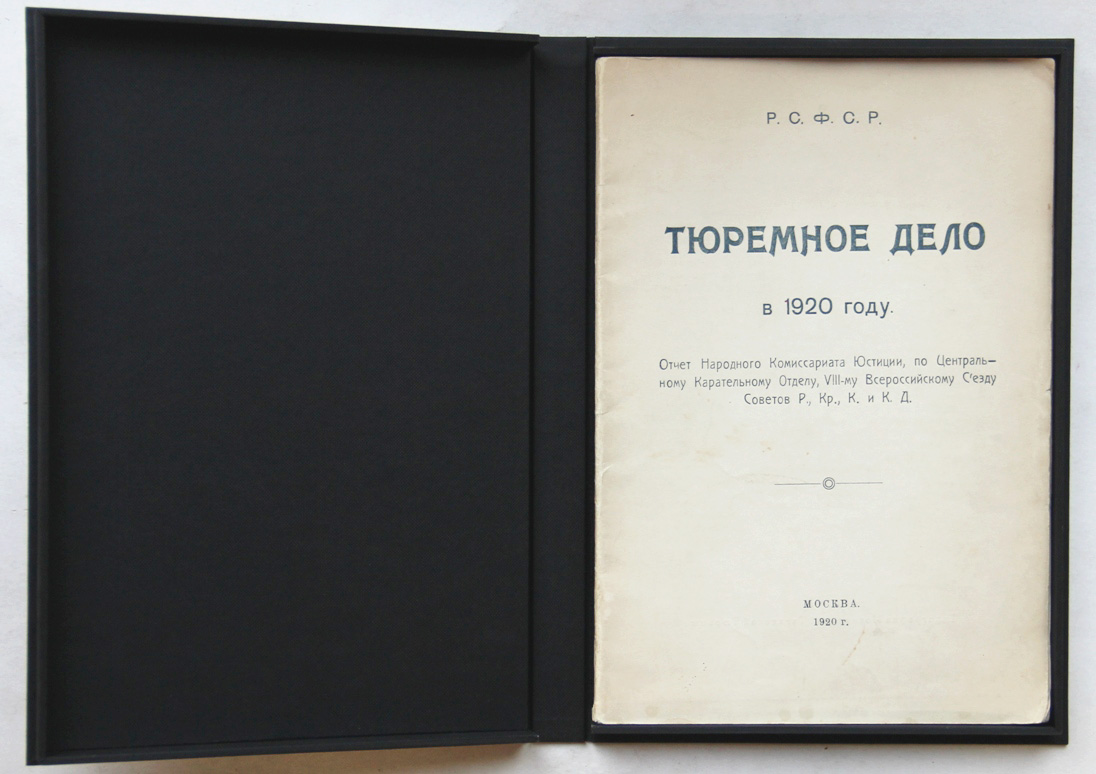 Р. С. Ф. С. Р.
ТЮРЕМНОЕ ДЕЛО
в 1920 году.
Отчет Народного Комиссариата Юстиции, по Централь—
ному Карательному Отделу, VIII-му Всероссийскому С'езду
Советов Р., Кр., К. и К. Д.
МОСКВА.
1920 г.